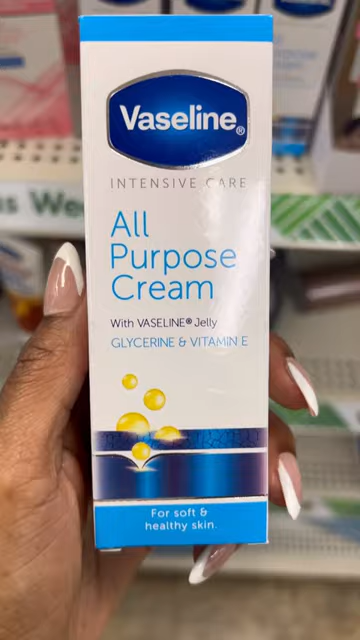 Vaseline®
INTENSIVE CARE
All
Purpose
Cream
With VASELINE® Jelly
GLYCERINE & VITAMIN E
For soft &
healthy skin.